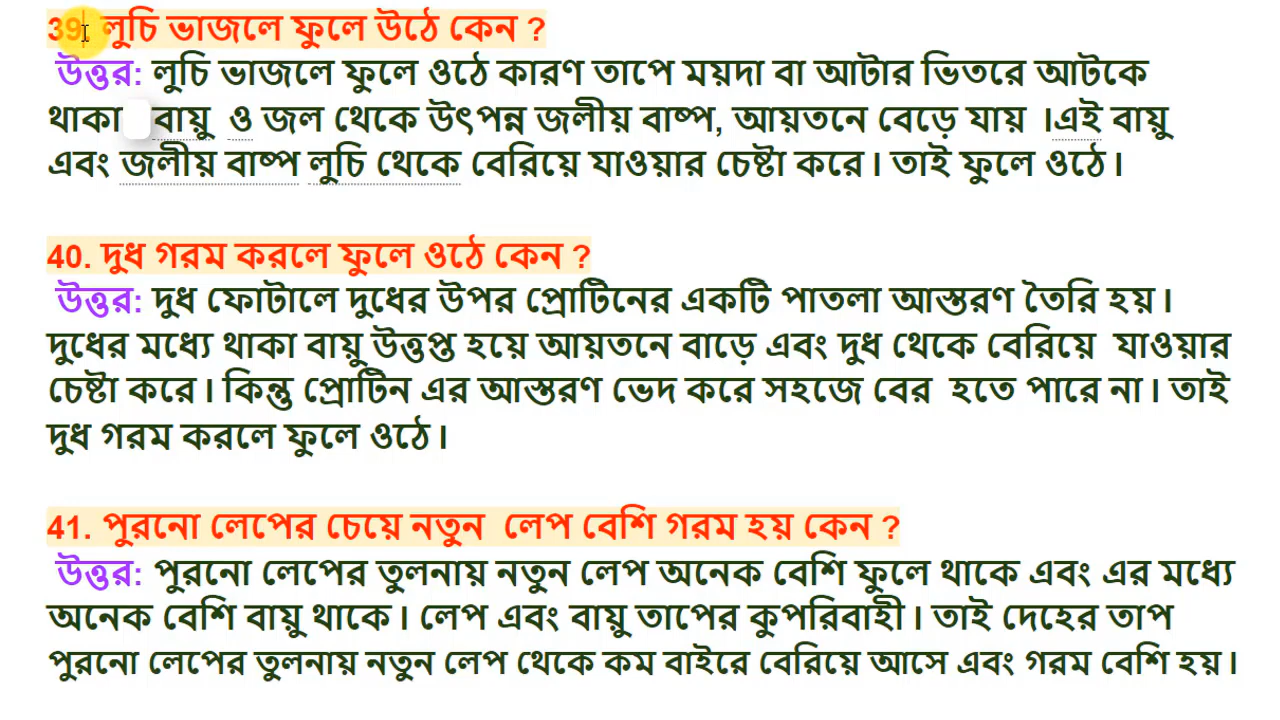 39. লুচি ভাজলে ফুলে উঠে কেন ?
উত্তর: লুচি ভাজলে ফুলে ওঠে কারণ তাপে ময়দা বা আটার ভিতরে আটকে
থাকা বায়ু ও জল থেকে উৎপন্ন জলীয় বাষ্প, আয়তনে বেড়ে যায় ।এই বায়ু
এবং জলীয় বাষ্প লুচি থেকে বেরিয়ে যাওয়ার চেষ্টা করে। তাই ফুলে ওঠে।
40. দুধ গরম করলে ফুলে ওঠে কেন ?
উত্তর: দুধ ফোটালে দুধের উপর প্রোটিনের একটি পাতলা আস্তরণ তৈরি হয়।
দুধের মধ্যে থাকা বায়ু উত্তপ্ত হয়ে আয়তনে বাড়ে এবং দুধ থেকে বেরিয়ে যাওয়ার
চেষ্টা করে। কিন্তু প্রোটিন এর আস্তরণ ভেদ করে সহজে বের হতে পারে না। তাই
দুধ গরম করলে ফুলে ওঠে।
41. পুরনো লেপের চেয়ে নতুন লেপ বেশি গরম হয় কেন ?
উত্তর: পুরনো লেপের তুলনায় নতুন লেপ অনেক বেশি ফুলে থাকে এবং এর মধ্যে
অনেক বেশি বায়ু থাকে। লেপ এবং বায়ু তাপের কুপরিবাহী। তাই দেহের তাপ
পুরনো লেপের তুলনায় নতুন লেপ থেকে কম বাইরে বেরিয়ে আসে এবং গরম বেশি হয়।